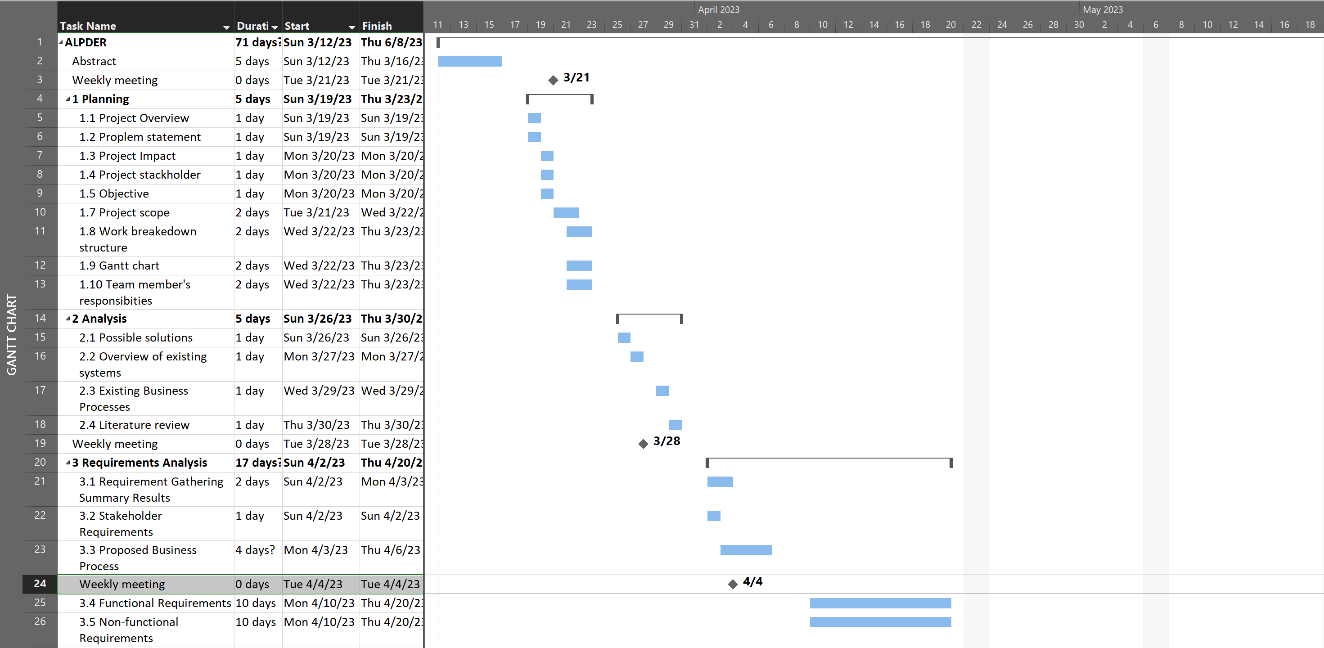 April 2023 May 2023
Task Name Durati Start Finish 11 13 15 17 19 21 23 25 27 29 31 2 4 6 8 10 12 14 16 18 20 22 24 26 28 30 2 4 6 8 10 12 14 16 18
GANTT CHART
1 ALPDER 71 days? Sun 3/12/23 Thu 6/8/23
2 Abstract 5 days Sun 3/12/23 Thu 3/16/23
3 Weekly meeting 0 days Tue 3/21/23 Tue 3/21/23 3/21
4 1 Planning 5 days Sun 3/19/23 Thu 3/23/2
5 1.1 Project Overview 1 day Sun 3/19/23 Sun 3/19/23
6 1.2 Proplem statement 1 day Sun 3/19/23 Sun 3/19/23
7 1.3 Project Impact 1 day Mon 3/20/23 Mon 3/20/2
8 1.4 Project stackholder 1 day Mon 3/20/23 Mon 3/20/2
9 1.5 Objective 1 day Mon 3/20/23 Mon 3/20/2
10 1.7 Project scope 2 days Tue 3/21/23 Wed 3/22/2
11 1.8 Work breakedown 2 days Wed 3/22/23 Thu 3/23/23
structure
12 1.9 Gantt chart 2 days Wed 3/22/23 Thu 3/23/23
13 1.10 Team member's 2 days Wed 3/22/23 Thu 3/23/23
responsibities
14 2 Analysis 5 days Sun 3/26/23 Thu 3/30/2
15 2.1 Possible solutions 1 day Sun 3/26/23 Sun 3/26/23
16 2.2 Overview of existing 1 day Mon 3/27/23 Mon 3/27/2
systems
17 2.3 Existing Business 1 day Wed 3/29/23 Wed 3/29/2
Processes
18 2.4 Literature review 1 day Thu 3/30/23 Thu 3/30/23
19 Weekly meeting 0 days Tue 3/28/23 Tue 3/28/23 3/28
20 3 Requirements Analysis 17 days? Sun 4/2/23 Thu 4/20/2
21 3.1 Requirement Gathering 2 days Sun 4/2/23 Mon 4/3/23
Summary Results
22 3.2 Stakeholder 1 day Sun 4/2/23 Sun 4/2/23
Requirements
23 3.3 Proposed Business 4 days? Mon 4/3/23 Thu 4/6/23
Process
24 Weekly meeting 0 days Tue 4/4/23 Tue 4/4/23 4/4
25 3.4 Functional Requirements 10 days Mon 4/10/23 Thu 4/20/23
26 3.5 Non-functional 10 days Mon 4/10/23 Thu 4/20/23
Requirements